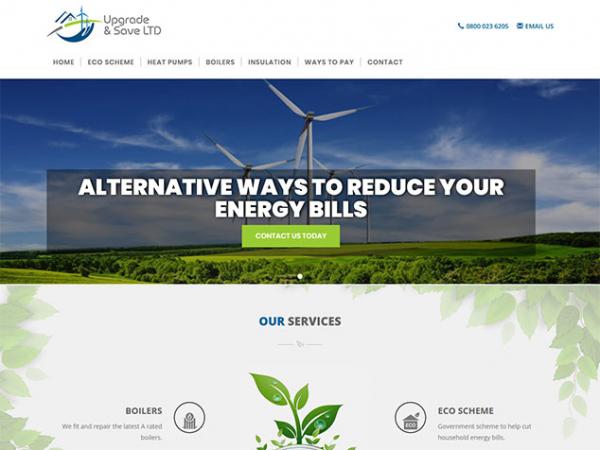 Upgrade
& Save LTD
0800 023 6205 EMAIL US
HOME ECO SCHEME HEAT PUMPS BOILERS INSULATION WAYS TO PAY CONTACT
ALTERNATIVE WAYS TO REDUCE YOUR
ENERGY BILLS
CONTACT US TODAY
OUR SERVICES
BOILERS
We fit and repair the latest A rated
boilers.
ECO
ECO SCHEME
Government scheme to help cut
household energy bills.